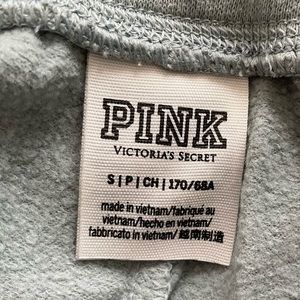 PINK
VICTORIA'S SECRET
S | P | CH | 170/68A
made in vietnam/fabriqué au
vietnam/hecho en vietnam/
fabbricato in vietnam/越南制造